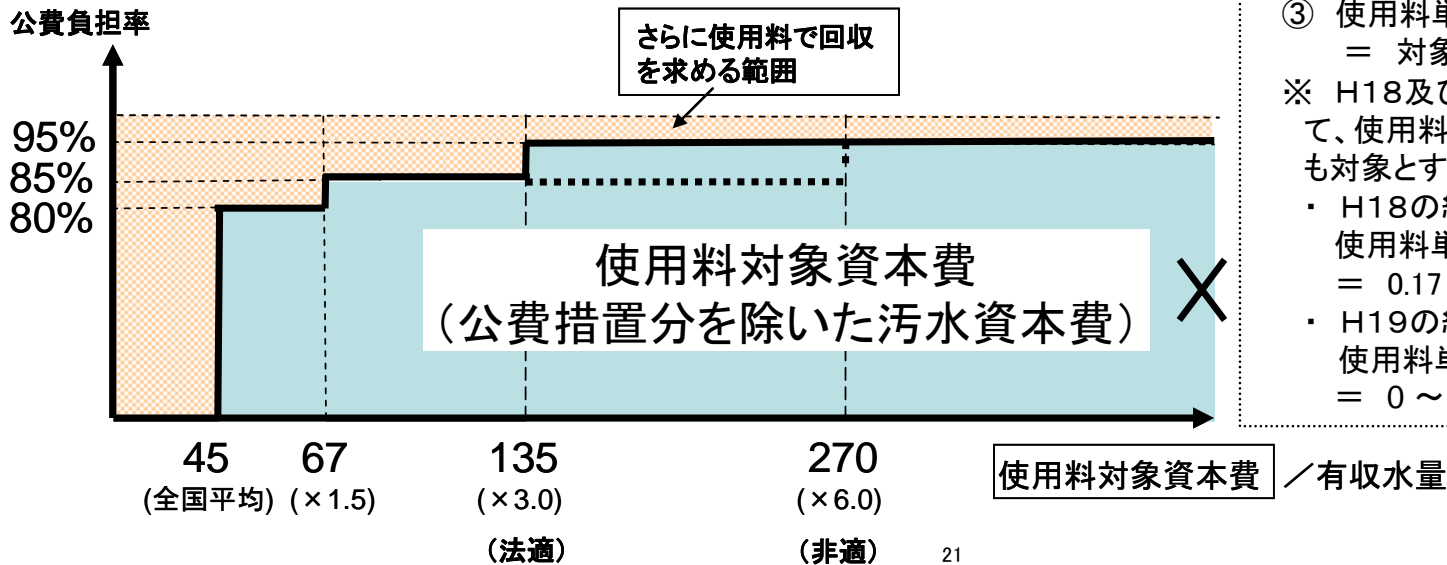 公費負担率
さらに使用料で回収
を求める範囲
95%
85%
80%
使用料対象資本費
（公費措置分を除いた汚水資本費）
×
45
(全国平均)
67
(×1.5)
135
(×3.0)
(法適)
270
(×6.0)
(非適)
使用料対象資本費 ／有収水量
21
③ 使用料単
＝ 対象
※ H18及び
て、使用料
も対象とす
・ H18の
使用料単
＝ 0.17
・ H19の
使用料単
＝ 0～